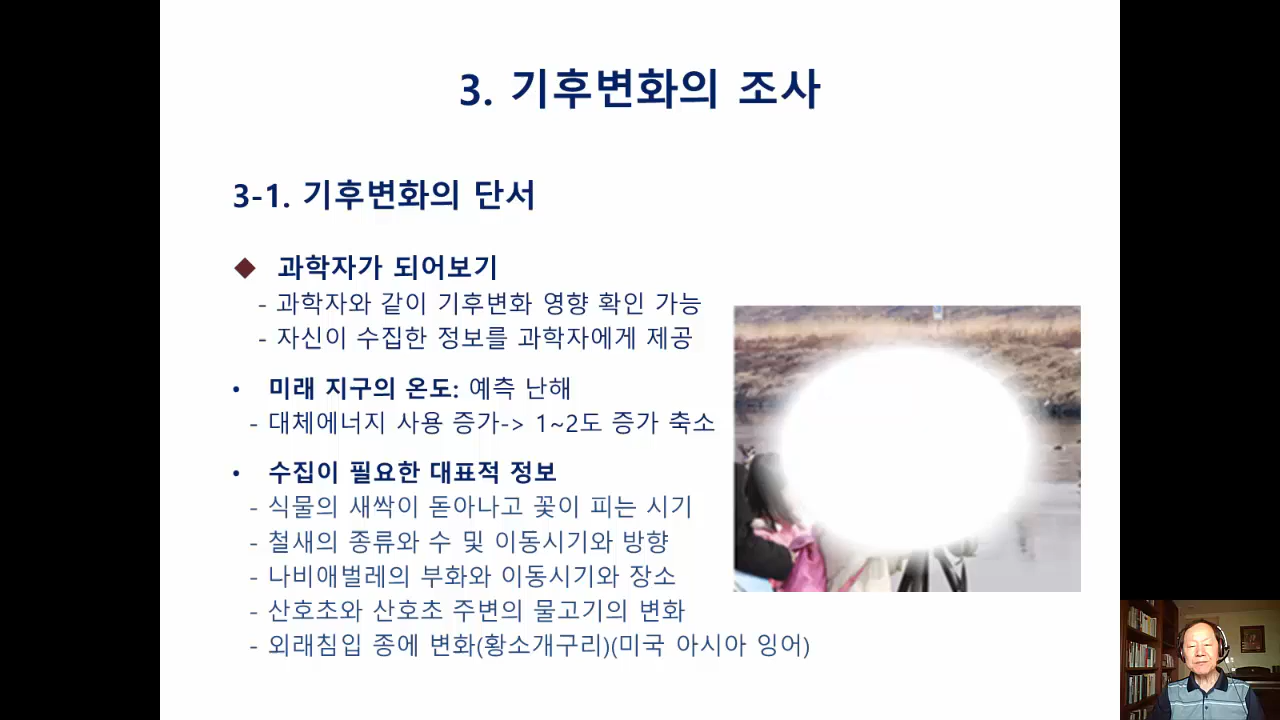 3. 기후변화의 조사
3-1. 기후변화의 단서
◆ 과학자가 되어보기
- 과학자와 같이 기후변화 영향 확인 가능
- 자신이 수집한 정보를 과학자에게 제공
• 미래 지구의 온도: 예측 난해
- 대체에너지 사용 증가-> 1~2도 증가 축소
• 수집이 필요한 대표적 정보
- 식물의 새싹이 돋아나고 꽃이 피는 시기
- 철새의 종류와 수 및 이동시기와 방향
- 나비애벌레의 부화와 이동시기와 장소
- 산호초와 산호초 주변의 물고기의 변화
- 외래침입 종에 변화(황소개구리)(미국 아시아 잉어)